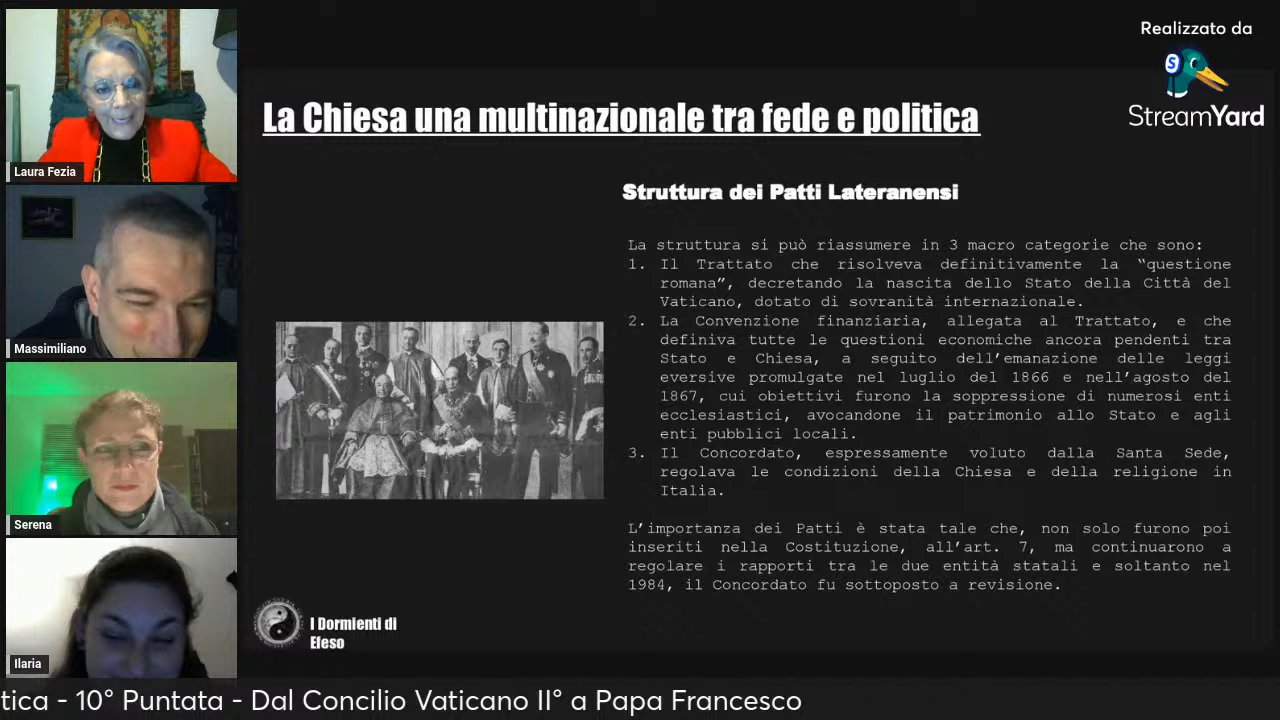 Realizzato da
StreamYard
La Chiesa una multinazionale tra fede e politica
Struttura dei Patti Lateranensi
La struttura si può riassumere in 3 macro categorie che sono:
1. Il Trattato che risolveva definitivamente la “questione
romana”, decretando la nascita dello Stato della Città del
Vaticano, dotato di sovranità internazionale.
2. La Convenzione finanziaria, allegata al Trattato, e che
definiva tutte le questioni economiche ancora pendenti tra
Stato e Chiesa, a seguito dell’emanazione delle leggi
eversive promulgate nel luglio del 1866 e nell’agosto del
1867, cui obiettivi furono la soppressione di numerosi enti
ecclesiastici, avocandone il patrimonio allo Stato e agli
enti pubblici locali.
3. Il Concordato, espressamente voluto dalla Santa Sede,
regolava le condizioni della Chiesa e della religione in
Italia.
L’importanza dei Patti è stata tale che, non solo furono poi
inseriti nella Costituzione, all’art. 7, ma continuarono a
regolare i rapporti tra le due entità statali e soltanto nel
1984, il Concordato fu sottoposto a revisione.
Laura Fezia
Massimiliano
Serena
Ilaria
I Dormienti di
Efeso
tica - 10° Puntata - Dal Concilio Vaticano II° a Papa Francesco